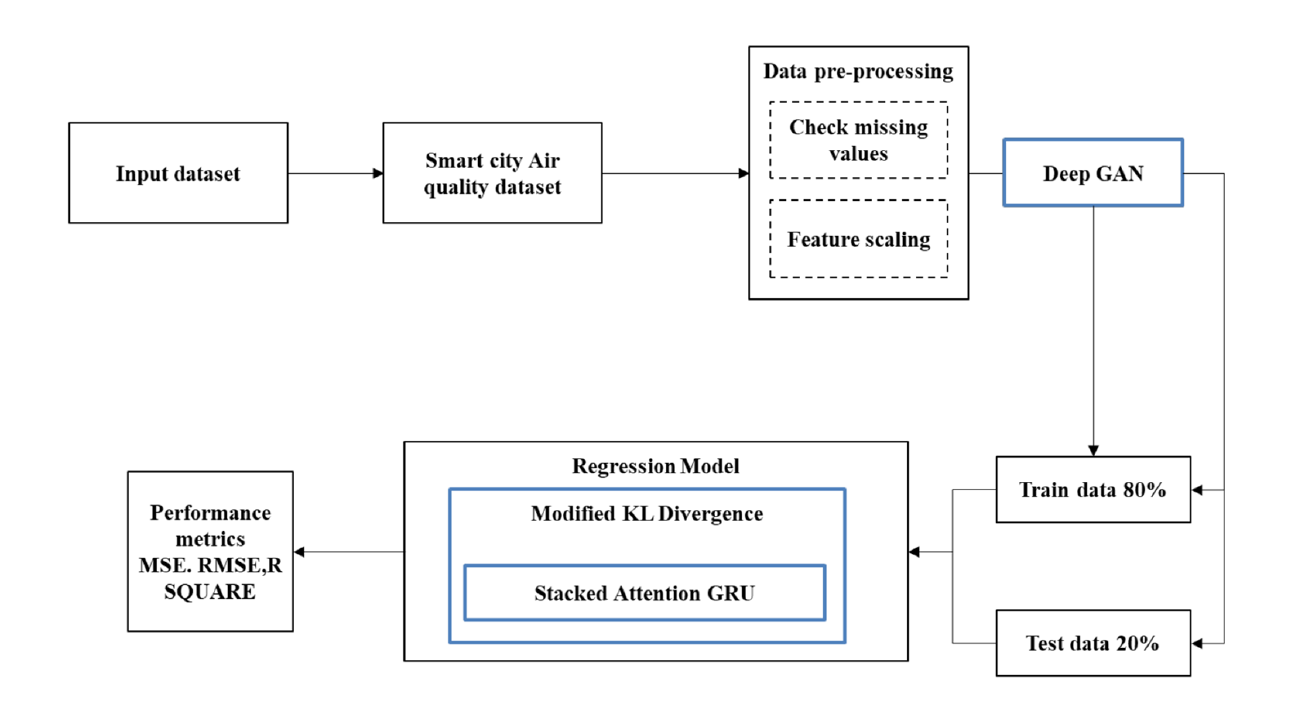 Input dataset
Smart city Air
quality dataset
Data pre-processing
Check missing
values
Feature scaling
Deep GAN
Train data 80%
Test data 20%
Regression Model
Modified KL Divergence
Stacked Attention GRU
Performance
metrics
MSE. RMSE,R
SQUARE